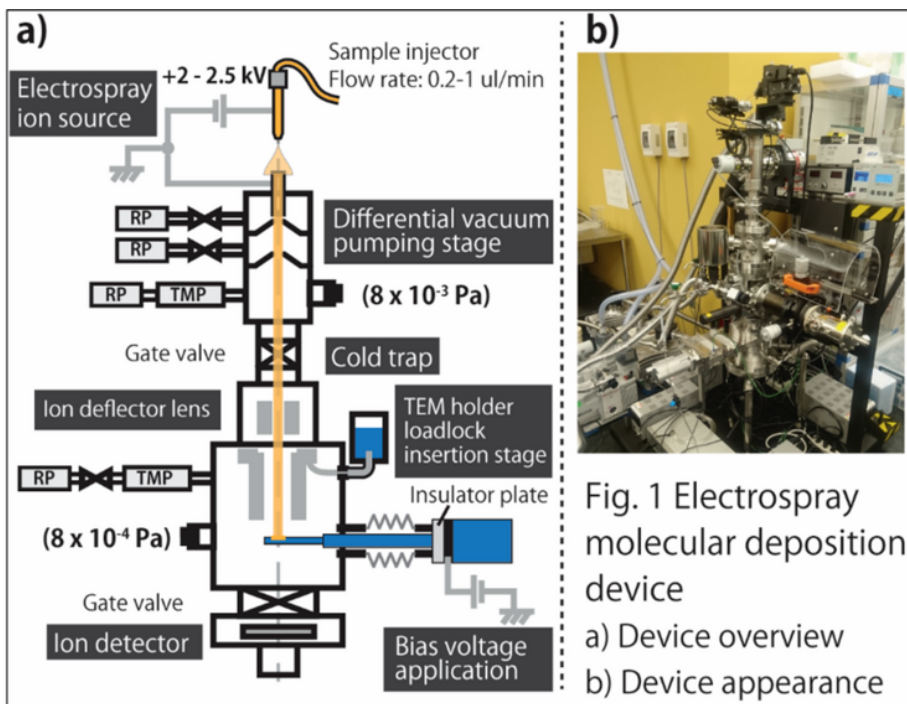 a)
+2 - 2.5 kV
Sample injector
Flow rate: 0.2-1 ul/min
Electrospray
ion source
RP
RP
Differential vacuum
pumping stage
RP
TMP
(8 x 10⁻³ Pa)
Gate valve
Cold trap
Ion deflector lens
TEM holder
loadlock
insertion stage
RP
TMP
Insulator plate
(8 x 10⁻⁴ Pa)
Gate valve
Ion detector
Bias voltage
application
b)
Fig. 1 Electrospray
molecular deposition
device
a) Device overview
b) Device appearance